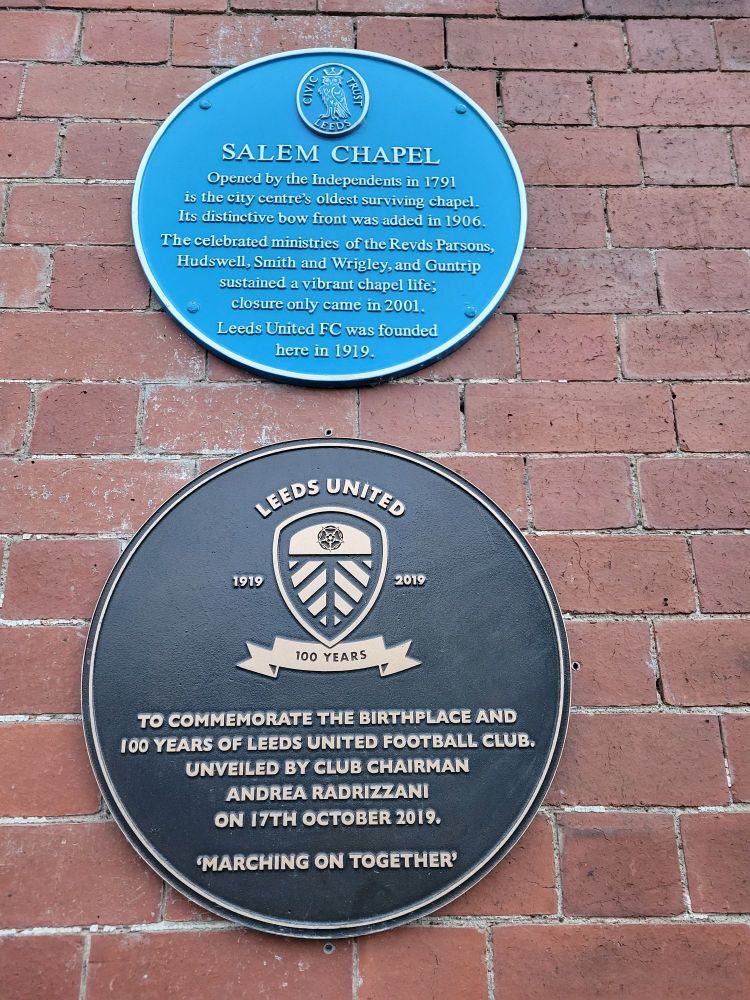 CIVIC TRUST
LEEDS
SALEM CHAPEL
Opened by the Independents in 1791
is the city centre's oldest surviving chapel.
Its distinctive bow front was added in 1906.
The celebrated ministries of the Revds Parsons,
Hudswell, Smith and Wrigley, and Guntrip
sustained a vibrant chapel life;
closure only came in 2001.
Leeds United FC was founded
here in 1919.
LEEDS UNITED
1919 2019
100 YEARS
TO COMMEMORATE THE BIRTHPLACE AND
100 YEARS OF LEEDS UNITED FOOTBALL CLUB.
UNVEILED BY CLUB CHAIRMAN
ANDREA RADRIZZANI
ON 17TH OCTOBER 2019.
'MARCHING ON TOGETHER'